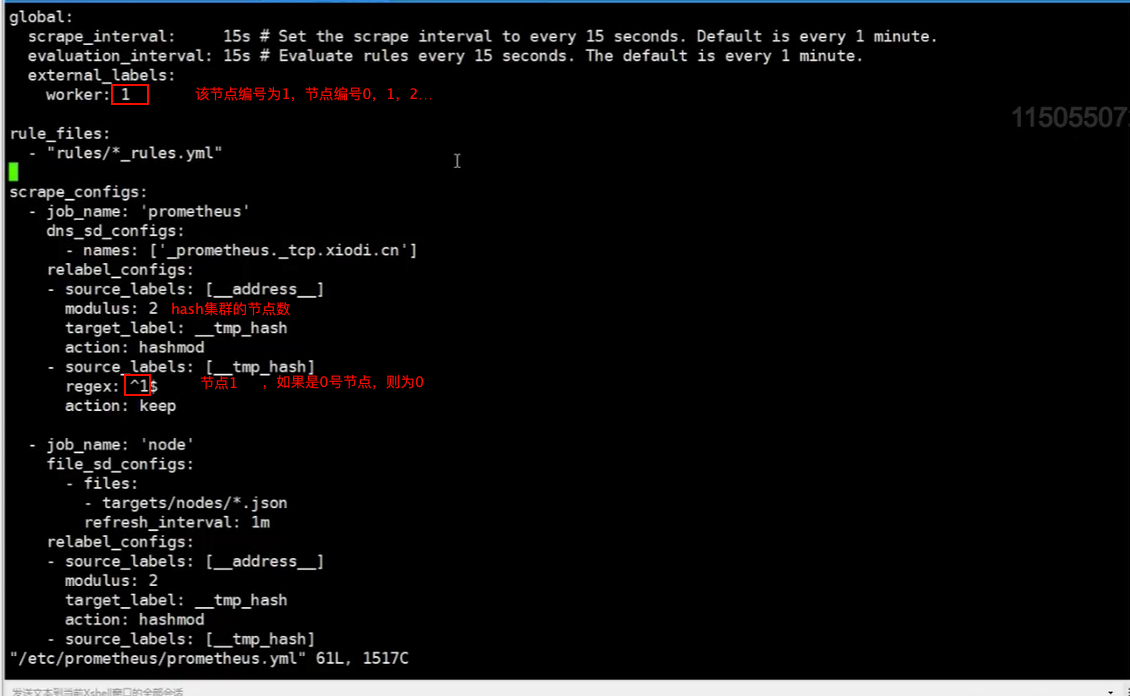 global:
scrape_interval: 15s # Set the scrape interval to every 15 seconds. Default is every 1 minute.
evaluation_interval: 15s # Evaluate rules every 15 seconds. The default is every 1 minute.
external_labels:
worker: 1 该节点编号为1，节点编号0，1，2...
11505507
rule_files:
- "rules/*_rules.yml"
scrape_configs:
- job_name: 'prometheus'
dns_sd_configs:
- names: ['_prometheus._tcp.xiodi.cn']
relabel_configs:
- source_labels: [__address__]
modulus: 2 hash集群的节点数
target_label: __tmp_hash
action: hashmod
- source_labels: [__tmp_hash]
regex: ^1$ 节点1 ，如果是0号节点，则为0
action: keep
- job_name: 'node'
file_sd_configs:
- files:
- targets/nodes/*.json
refresh_interval: 1m
relabel_configs:
- source_labels: [__address__]
modulus: 2
target_label: __tmp_hash
action: hashmod
- source_labels: [__tmp_hash]
"/etc/prometheus/prometheus.yml" 61L, 1517C
发送文本到当前Xshell窗口的全部会话